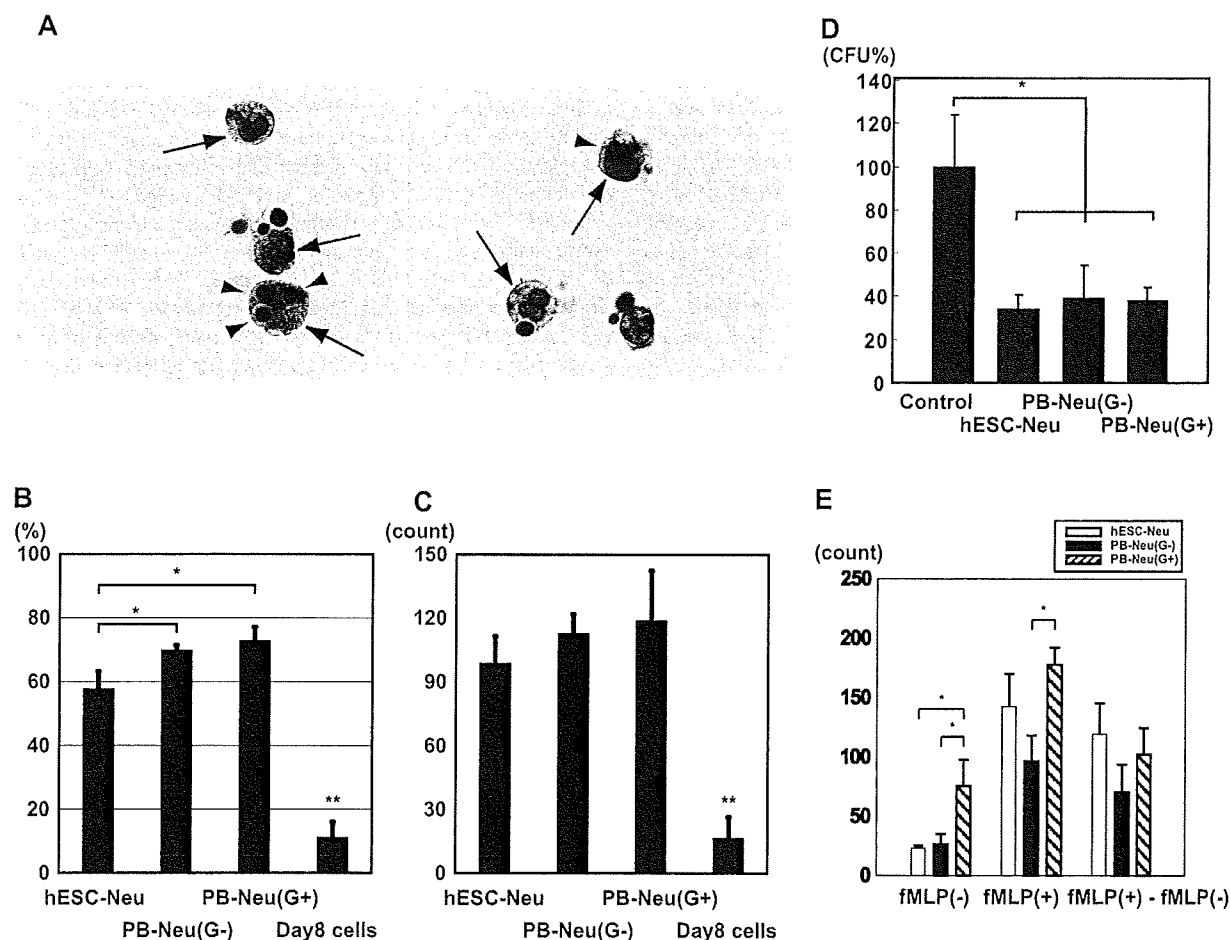 A
B
(%)
100
80
60
40
20
0
*
*
**
hESC-Neu
PB-Neu(G-)
PB-Neu(G+)
Day8 cells
C
(count)
150
120
90
60
30
0
**
hESC-Neu
PB-Neu(G-)
PB-Neu(G+)
Day8 cells
D
(CFU%)
140
120
100
80
60
40
20
0
*
Control
hESC-Neu
PB-Neu(G-)
PB-Neu(G+)
E
(count)
hESC-Neu
PB-Neu(G-)
PB-Neu(G+)
250
200
150
100
50
0
*
*
*
fMLP(-)
fMLP(+)
fMLP(+) - fMLP(-)